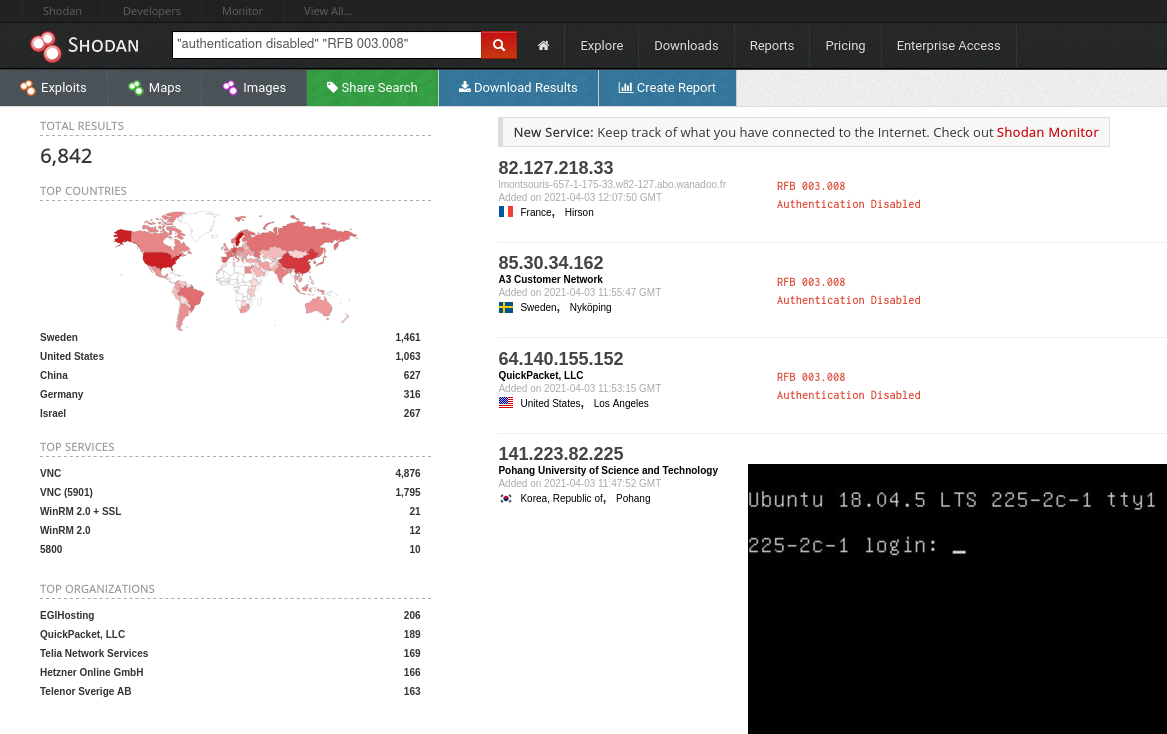 Shodan Developers Monitor View All...
SHODAN
"authentication disabled" "RFB 003.008"
Explore Downloads Reports Pricing Enterprise Access
Exploits Maps Images Share Search Download Results Create Report
TOTAL RESULTS
6,842
TOP COUNTRIES
Sweden 1,461
United States 1,063
China 627
Germany 316
Israel 267
TOP SERVICES
VNC 4,876
VNC (5901) 1,795
WinRM 2.0 + SSL 21
WinRM 2.0 12
5800 10
TOP ORGANIZATIONS
EGIHosting 206
QuickPacket, LLC 189
Telia Network Services 169
Hetzner Online GmbH 166
Telenor Sverige AB 163
New Service: Keep track of what you have connected to the Internet. Check out Shodan Monitor
82.127.218.33
lmontsouris-657-1-175-33.w82-127.abo.wanadoo.fr
Added on 2021-04-03 12:07:50 GMT
France, Hirson
RFB 003.008
Authentication Disabled
85.30.34.162
A3 Customer Network
Added on 2021-04-03 11:55:47 GMT
Sweden, Nyköping
RFB 003.008
Authentication Disabled
64.140.155.152
QuickPacket, LLC
Added on 2021-04-03 11:53:15 GMT
United States, Los Angeles
RFB 003.008
Authentication Disabled
141.223.82.225
Pohang University of Science and Technology
Added on 2021-04-03 11:47:52 GMT
Korea, Republic of, Pohang
Ubuntu 18.04.5 LTS 225-2c-1 tty1
225-2c-1 login: _